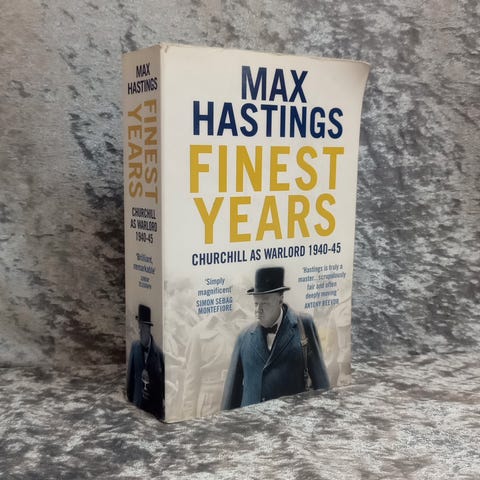 MAX
HASTINGS
FINEST
YEARS
CHURCHILL
AS WARLORD
1940-45
'Brilliant,
remarkable'
MAX
HASTINGS
FINEST
YEARS
CHURCHILL AS WARLORD 1940-45
'Simply
magnificent'
SIMON SEBAG
MONTEFIORE
'Hastings is truly a
master... scrupulously
fair and often
deeply moving'
ANTONY BEEVOR